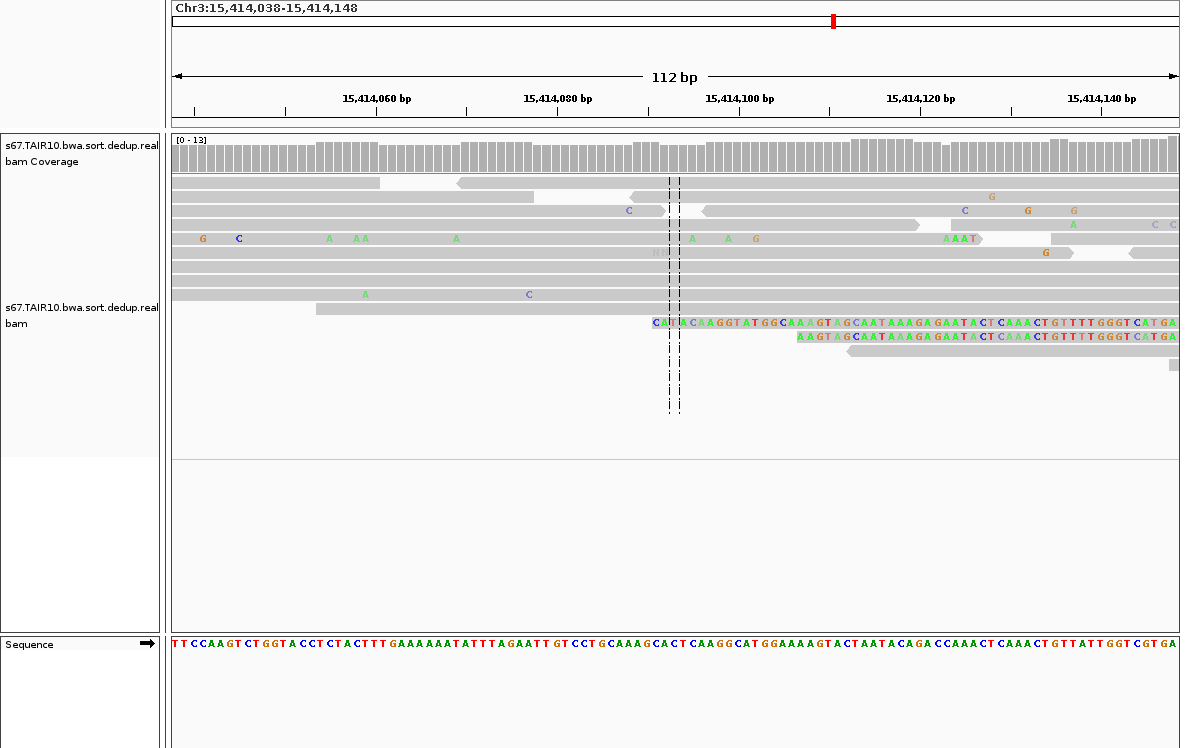 Chr3:15,414,038-15,414,148
112 bp
15,414,060 bp 15,414,080 bp 15,414,100 bp 15,414,120 bp 15,414,140 bp
s67.TAIR10.bwa.sort.dedup.real
bam Coverage
[0 - 13]
G
C C G G
A C C
G C A A A A A A G A A A T
N N G
A C
s67.TAIR10.bwa.sort.dedup.real
bam
CATACAAGGTATGGCAAAGTAGCAATAAAGAGAATACTCAAACTGTTTTGGGTCATGA
AAGTAGCAATAAAGAGAATACTCAAACTGTTTTGGGTCATGA
Sequence
TTCCAAGTCTGGTACCTCTACTTTGAAAAAATATTTAGAATTGTCCTGCAAAGCACTCAAGGCATGGAAAAGTACTAATACAGACCAAACTCAAACTGTTATTGGTCGTGA